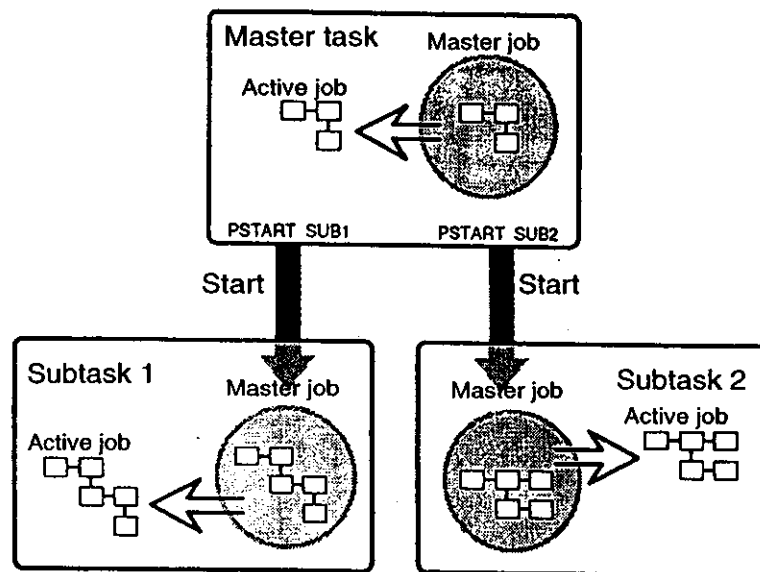 Master task
Master job
Active job
PSTART SUB1
PSTART SUB2
Start
Start
Subtask 1
Master job
Active job
Master job
Subtask 2
Active job